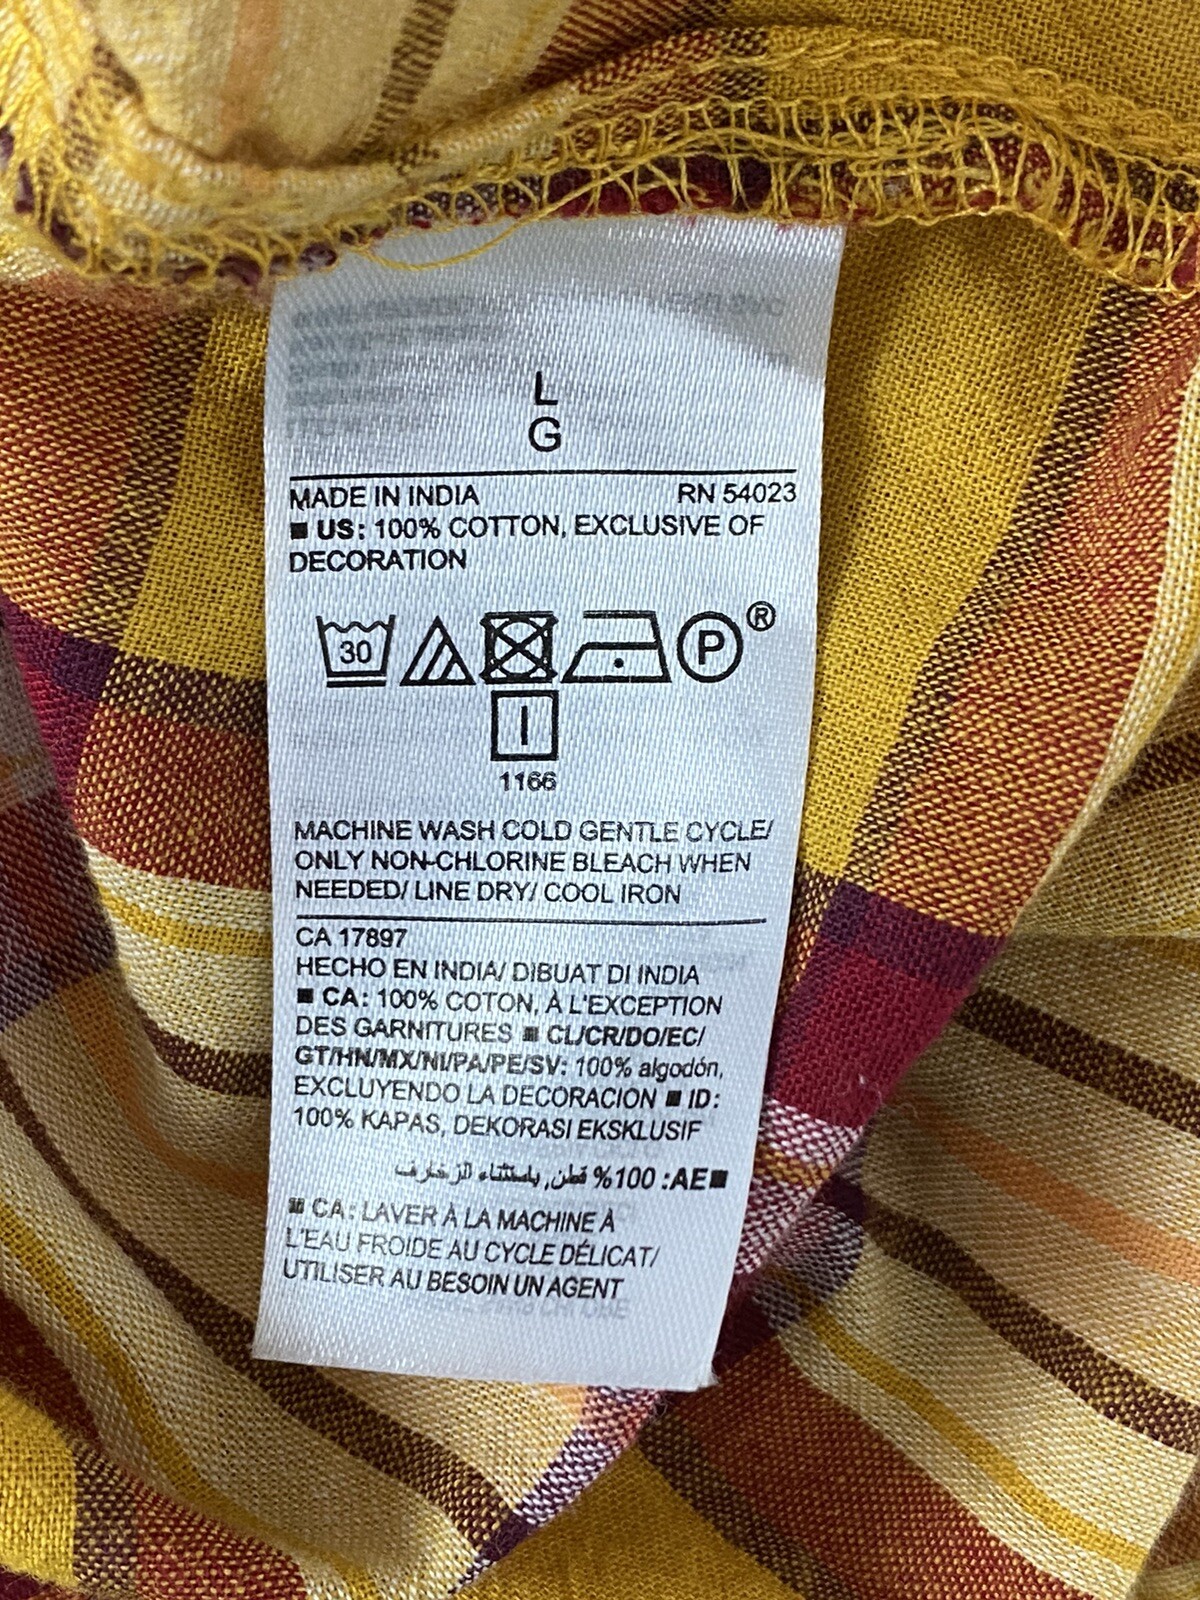 L
G
MADE IN INDIA RN 54023
■ US: 100% COTTON, EXCLUSIVE OF
DECORATION
30 P ®
1166
MACHINE WASH COLD GENTLE CYCLE/
ONLY NON-CHLORINE BLEACH WHEN
NEEDED/ LINE DRY/ COOL IRON
CA 17897
HECHO EN INDIA/ DIBUAT DI INDIA
■ CA: 100% COTON, À L'EXCEPTION
DES GARNITURES ■ CL/CR/DO/EC/
GT/HN/MX/NI/PA/PE/SV: 100% algodón,
EXCLUYENDO LA DECORACION ■ ID:
100% KAPAS, DEKORASI EKSKLUSIF
■AE: 100% قطن, باستثناء الزخارف
■ CA: LAVER À LA MACHINE À
L'EAU FROIDE AU CYCLE DÉLICAT/
UTILISER AU BESOIN UN AGENT